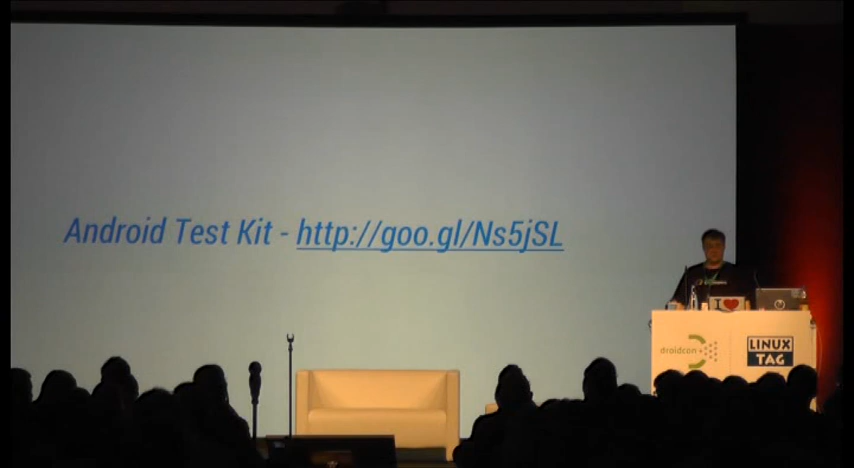 Android Test Kit - http://goo.gl/Ns5jSL
I ❤
droidcon
LINUX
TAG